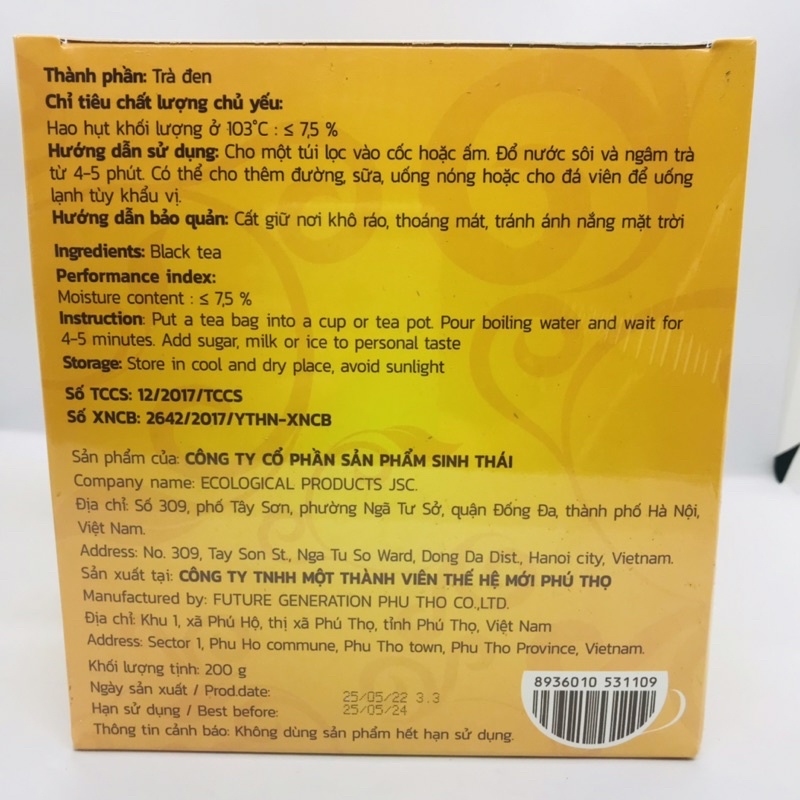 Thành phần: Trà đen
Chỉ tiêu chất lượng chủ yếu:
Hao hụt khối lượng ở 103°C : ≤ 7,5 %
Hướng dẫn sử dụng: Cho một túi lọc vào cốc hoặc ấm. Đổ nước sôi và ngâm trà
từ 4-5 phút. Có thể cho thêm đường, sữa, uống nóng hoặc cho đá viên để uống
lạnh tùy khẩu vị.
Hướng dẫn bảo quản: Cất giữ nơi khô ráo, thoáng mát, tránh ánh nắng mặt trời
Ingredients: Black tea
Performance index:
Moisture content : ≤ 7,5 %
Instruction: Put a tea bag into a cup or tea pot. Pour boiling water and wait for
4-5 minutes. Add sugar, milk or ice to personal taste
Storage: Store in cool and dry place, avoid sunlight
Số TCCS: 12/2017/TCCS
Số XNCB: 2642/2017/YTHN-XNCB
Sản phẩm của: CÔNG TY CỔ PHẦN SẢN PHẨM SINH THÁI
Company name: ECOLOGICAL PRODUCTS JSC.
Địa chỉ: Số 309, phố Tây Sơn, phường Ngã Tư Sở, quận Đống Đa, thành phố Hà Nội,
Việt Nam.
Address: No. 309, Tay Son St., Nga Tu So Ward, Dong Da Dist., Hanoi city, Vietnam.
Sản xuất tại: CÔNG TY TNHH MỘT THÀNH VIÊN THẾ HỆ MỚI PHÚ THỌ
Manufactured by: FUTURE GENERATION PHU THO CO.,LTD.
Địa chỉ: Khu 1, xã Phú Hộ, thị xã Phú Thọ, tỉnh Phú Thọ, Việt Nam
Address: Sector 1, Phu Ho commune, Phu Tho town, Phu Tho Province, Vietnam.
Khối lượng tịnh: 200 g
Ngày sản xuất / Prod.date: 25/05/22 3.3
Hạn sử dụng / Best before: 25/05/24
Thông tin cảnh báo: Không dùng sản phẩm hết hạn sử dụng.
8936010 531109